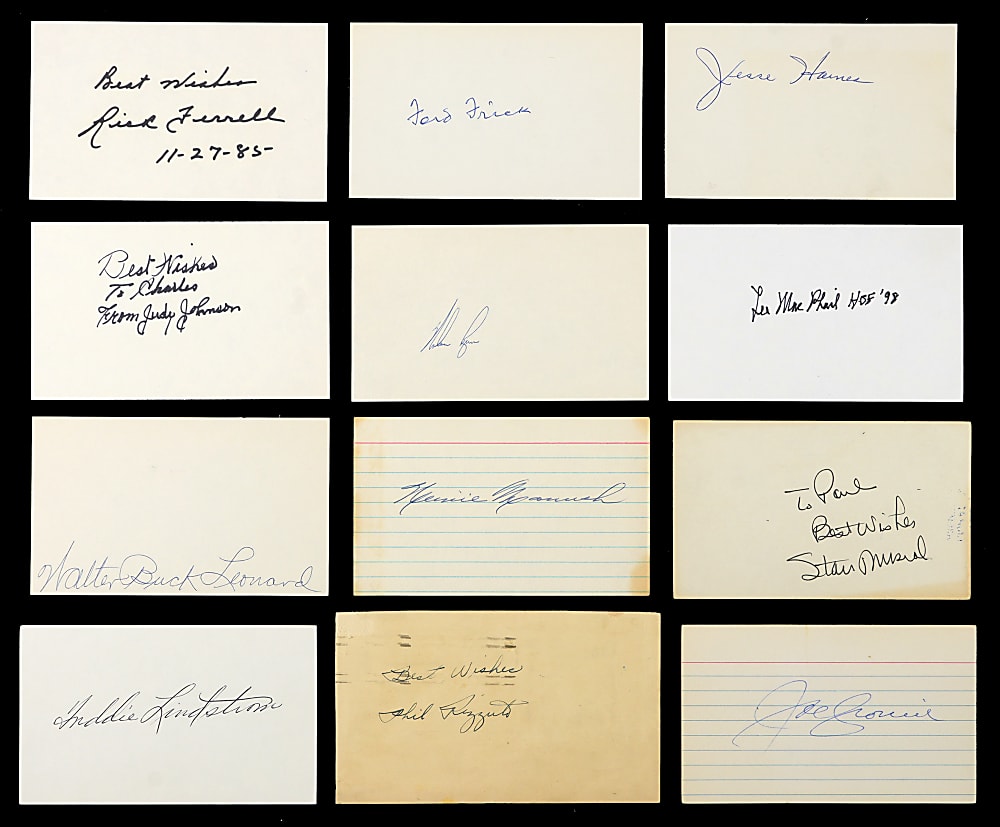 Best Wishes
Rick Ferrell
11-27-85
Ford Frick
Jesse Haines
Best Wishes
To Charles
From Judy Johnson
Nolan Ryan
Lee MacPhail HOF '98
Walter Buck Leonard
Heinie Manush
To Paul
Best Wishes
Stan Musial
Freddie Lindstrom
Best Wishes
Phil Rizzuto
Joe Cronin